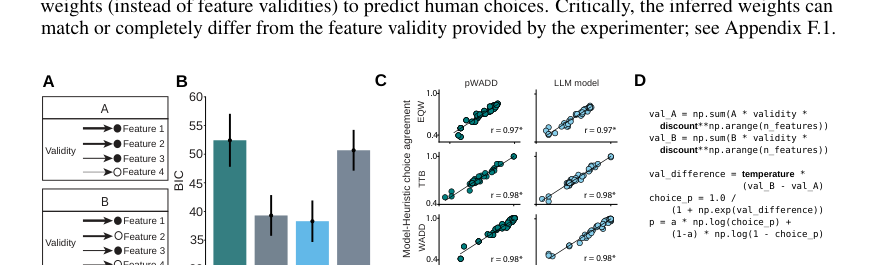 weights (instead of feature validities) to predict human choices. Critically, the inferred weights can
match or completely differ from the feature validity provided by the experimenter; see Appendix F.1.
A
A
Validity
Feature 1
Feature 2
Feature 3
Feature 4
B
Validity
Feature 1
Feature 2
Feature 3
B
BIC
60
55
50
45
40
35
C
Model-Heuristic choice agreement
pWADD
LLM model
EQW
1.0
0.4
r = 0.97*
r = 0.97*
TTB
1.0
0.4
r = 0.98*
r = 0.98*
WADD
1.0
0.4
r = 0.98*
r = 0.98*
D
val_A = np.sum(A * validity *
discount**np.arange(n_features))
val_B = np.sum(B * validity *
discount**np.arange(n_features))
val_difference = temperature *
(val_B - val_A)
choice_p = 1.0 /
(1 + np.exp(val_difference))
p = a * np.log(choice_p) +
(1-a) * np.log(1 - choice_p)